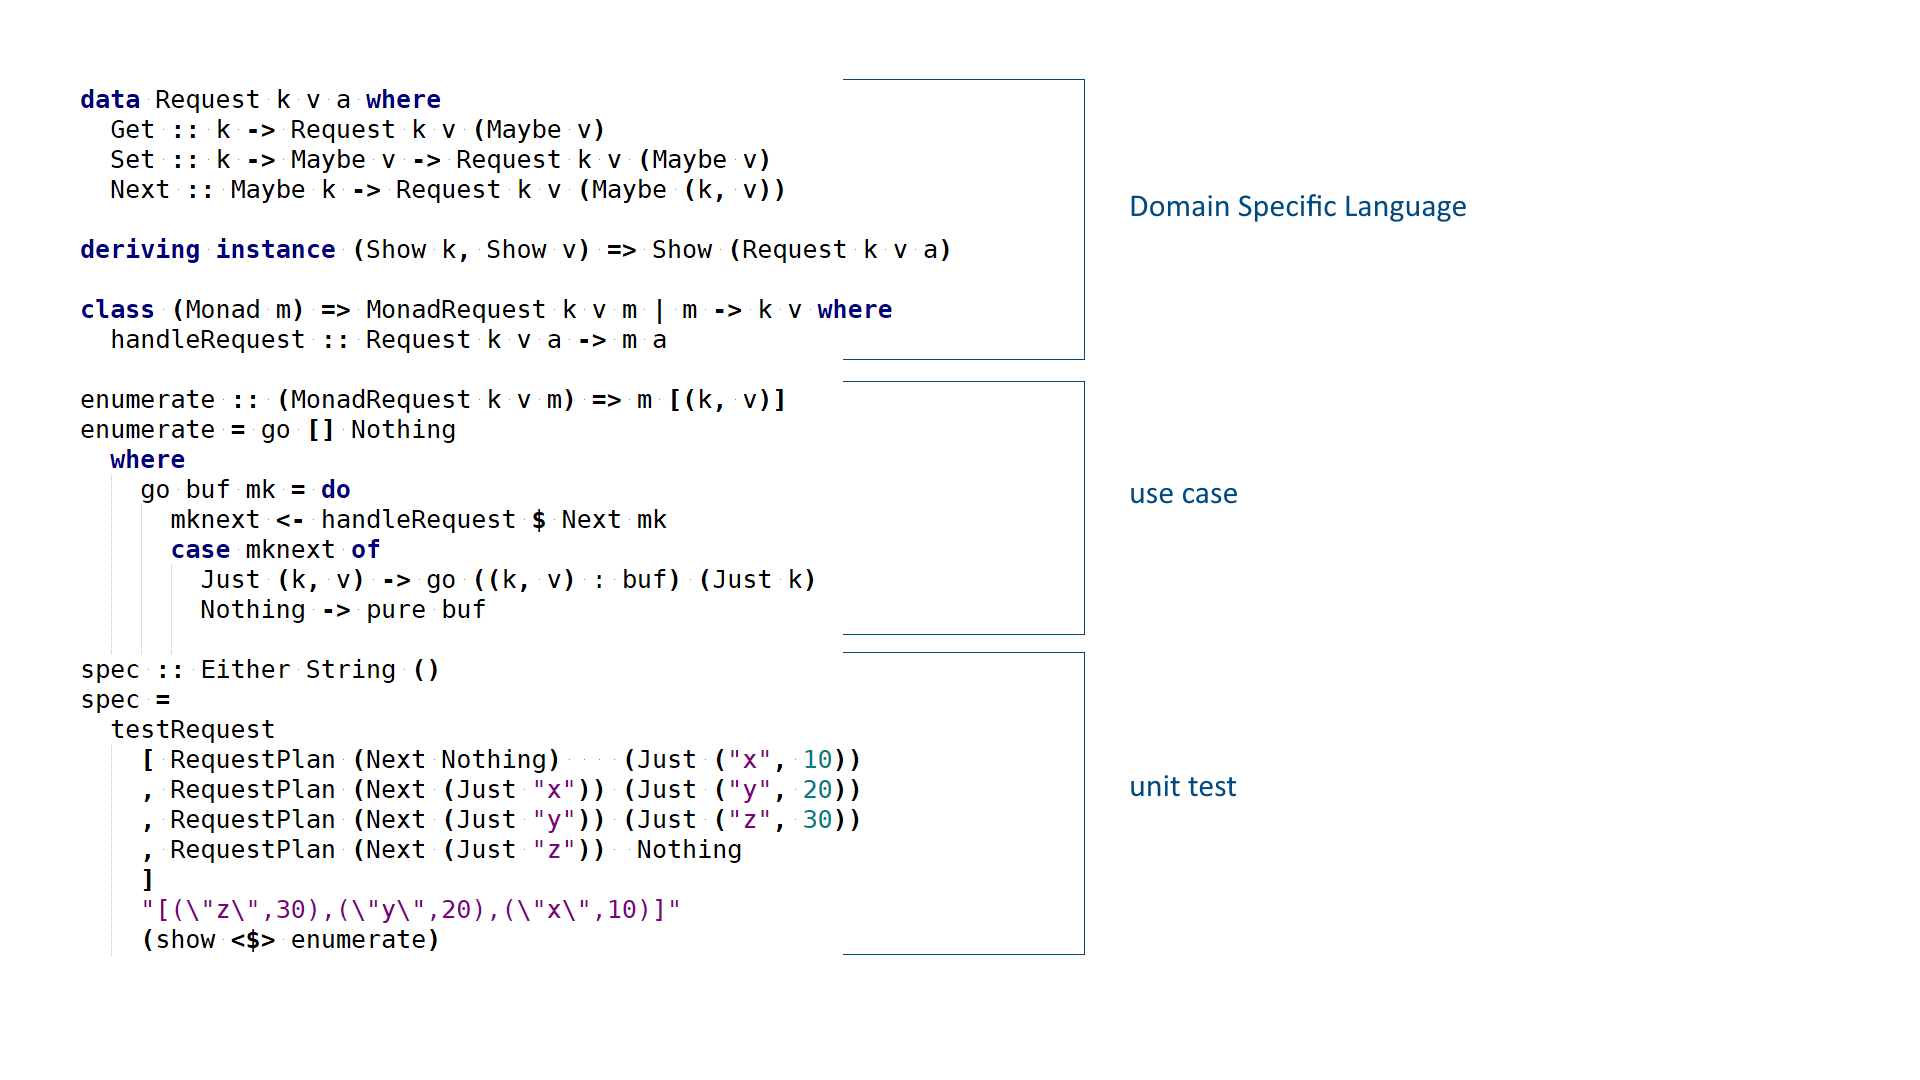 data Request k v a where
  Get :: k -> Request k v (Maybe v)
  Set :: k -> Maybe v -> Request k v (Maybe v)
  Next :: Maybe k -> Request k v (Maybe (k, v))
deriving instance (Show k, Show v) => Show (Request k v a)
class (Monad m) => MonadRequest k v m | m -> k v where
  handleRequest :: Request k v a -> m a
Domain Specific Language
enumerate :: (MonadRequest k v m) => m [(k, v)]
enumerate = go [] Nothing
  where
    go buf mk = do
      mknext <- handleRequest $ Next mk
      case mknext of
        Just (k, v) -> go ((k, v) : buf) (Just k)
        Nothing -> pure buf
use case
spec :: Either String ()
spec =
  testRequest
    [ RequestPlan (Next Nothing)    (Just ("x", 10))
    , RequestPlan (Next (Just "x")) (Just ("y", 20))
    , RequestPlan (Next (Just "y")) (Just ("z", 30))
    , RequestPlan (Next (Just "z"))  Nothing
    ]
    "[(\"z\",30),(\"y\",20),(\"x\",10)]"
    (show <$> enumerate)
unit test